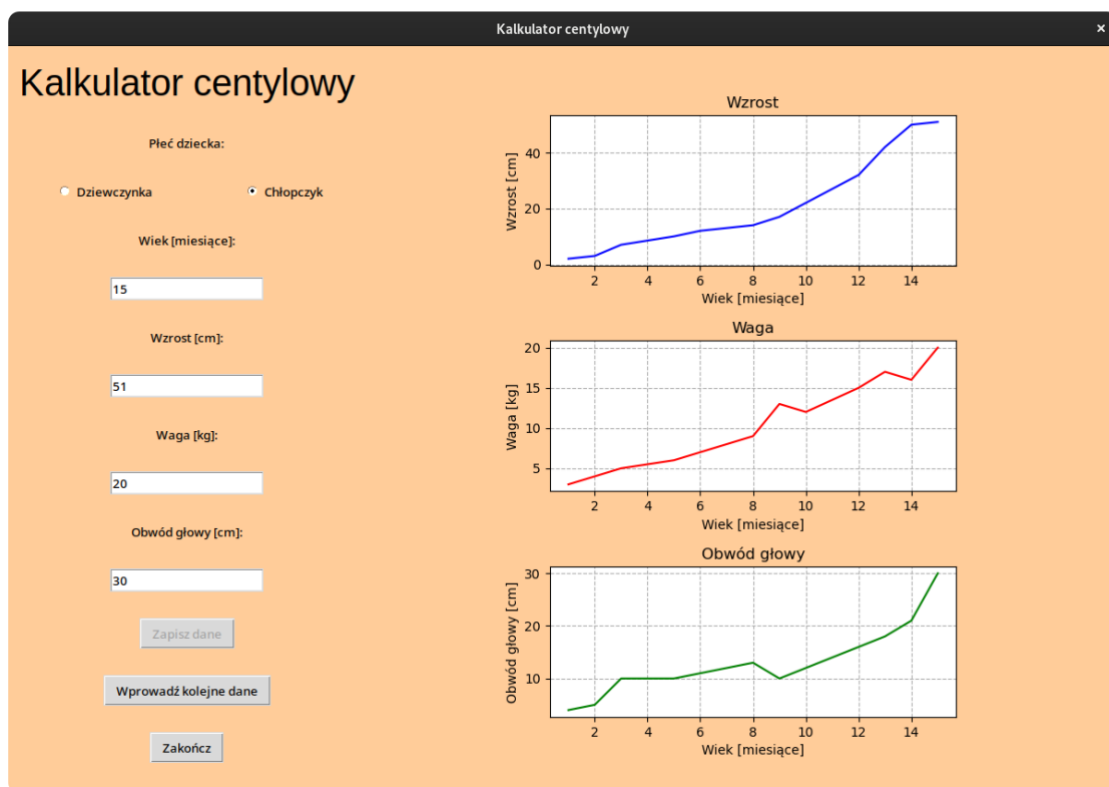 Kalkulator centylowy
×
Kalkulator centylowy
Płeć dziecka:
Dziewczynka
Chłopczyk
Wiek [miesiące]:
15
Wzrost [cm]:
51
Waga [kg]:
20
Obwód głowy [cm]:
30
Zapisz dane
Wprowadź kolejne dane
Zakończ
Wzrost
Wzrost [cm]
40
20
0
2 4 6 8 10 12 14
Wiek [miesiące]
Waga
Waga [kg]
20
15
10
5
2 4 6 8 10 12 14
Wiek [miesiące]
Obwód głowy
Obwód głowy [cm]
30
20
10
2 4 6 8 10 12 14
Wiek [miesiące]